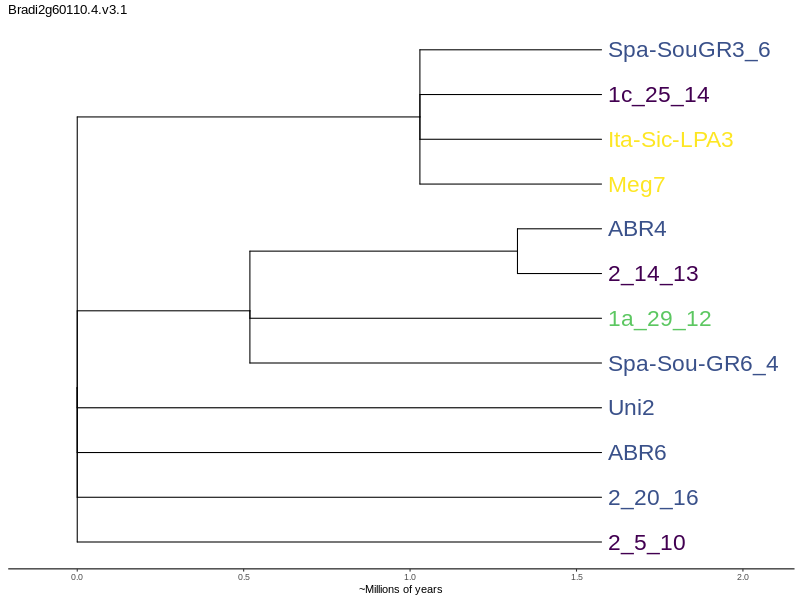 Bradi2g60110.4.v3.1
Spa-SouGR3_6
1c_25_14
Ita-Sic-LPA3
Meg7
ABR4
2_14_13
1a_29_12
Spa-Sou-GR6_4
Uni2
ABR6
2_20_16
2_5_10
0.0 0.5 1.0 1.5 2.0
~Millions of years